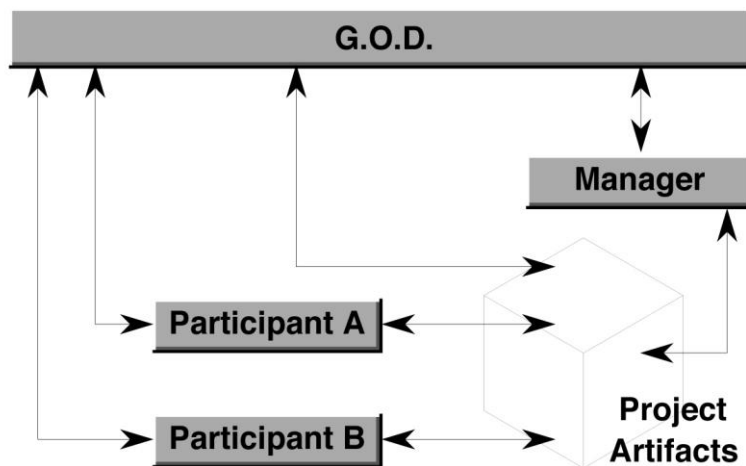 G.O.D.
Manager
Participant A
Participant B
Project
Artifacts